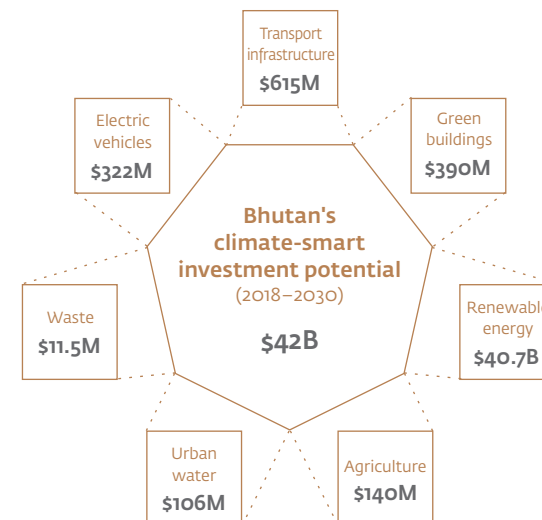 Transport
infrastructure
$615M
Electric
vehicles
$322M
Green
buildings
$390M
Bhutan's
climate-smart
investment potential
(2018–2030)
$42B
Waste
$11.5M
Renewable
energy
$40.7B
Urban
water
$106M
Agriculture
$140M